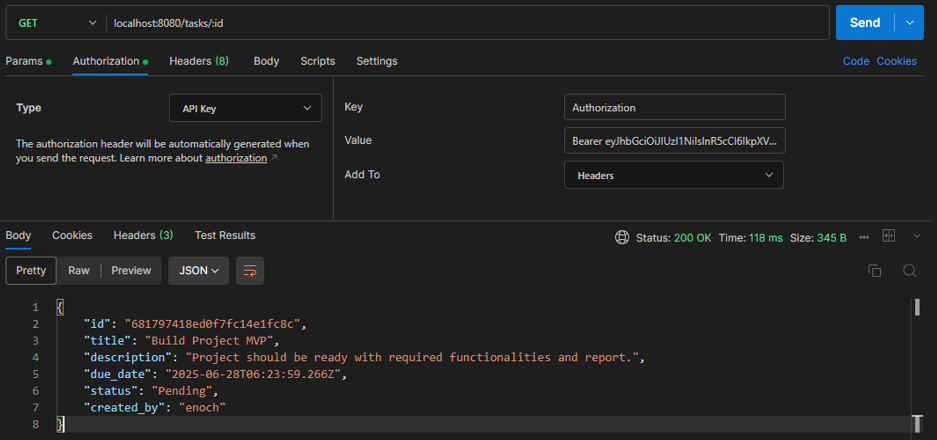 GET localhost:8080/tasks/:id Send
Params Authorization Headers (8) Body Scripts Settings Code Cookies
Type API Key
The authorization header will be automatically generated when
you send the request. Learn more about authorization ↗
Key Authorization
Value Bearer eyJhbGciOiJIUzI1NiIsInR5cCI6IkpXV...
Add To Headers
Body Cookies Headers (3) Test Results Status: 200 OK Time: 118 ms Size: 345 B
Pretty Raw Preview JSON
1 {
2 "id": "681797418ed0f7fc14e1fc8c",
3 "title": "Build Project MVP",
4 "description": "Project should be ready with required functionalities and report.",
5 "due_date": "2025-06-28T06:23:59.266Z",
6 "status": "Pending",
7 "created_by": "enoch"
8 }